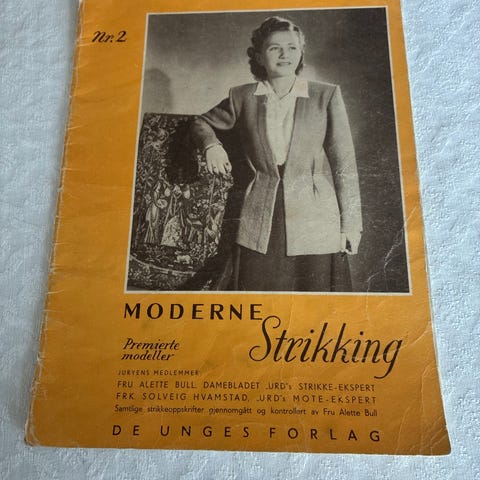 Nr. 2
MODERNE
Strikking
Premierte
modeller
JURYENS MEDLEMMER:
FRU ALETTE BULL, DAMEBLADET „URD's STRIKKE-EKSPERT
FRK. SOLVEIG HVAMSTAD, „URD's MOTE-EKSPERT
Samtlige strikkeoppskrifter gjennomgått og kontrollert av Fru Alette Bull
DE UNGES FORLAG